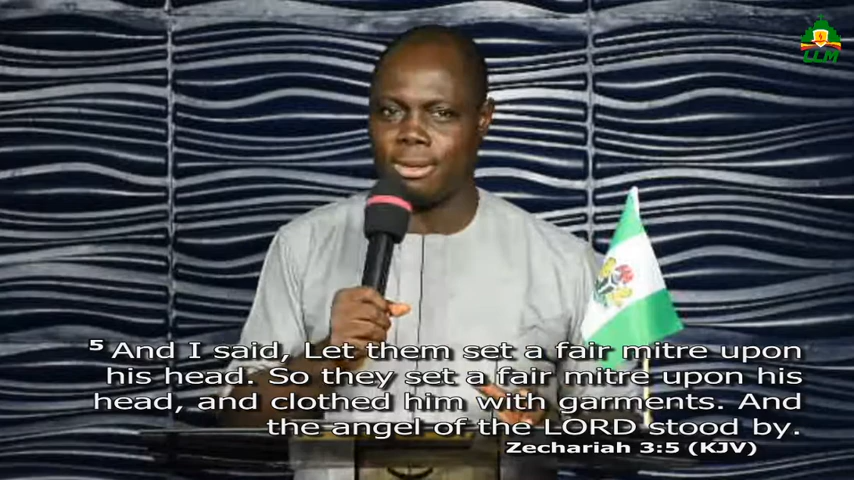 LLM
⁵ And I said, Let them set a fair mitre upon
his head. So they set a fair mitre upon his
head, and clothed him with garments. And
the angel of the LORD stood by.
Zechariah 3:5 (KJV)